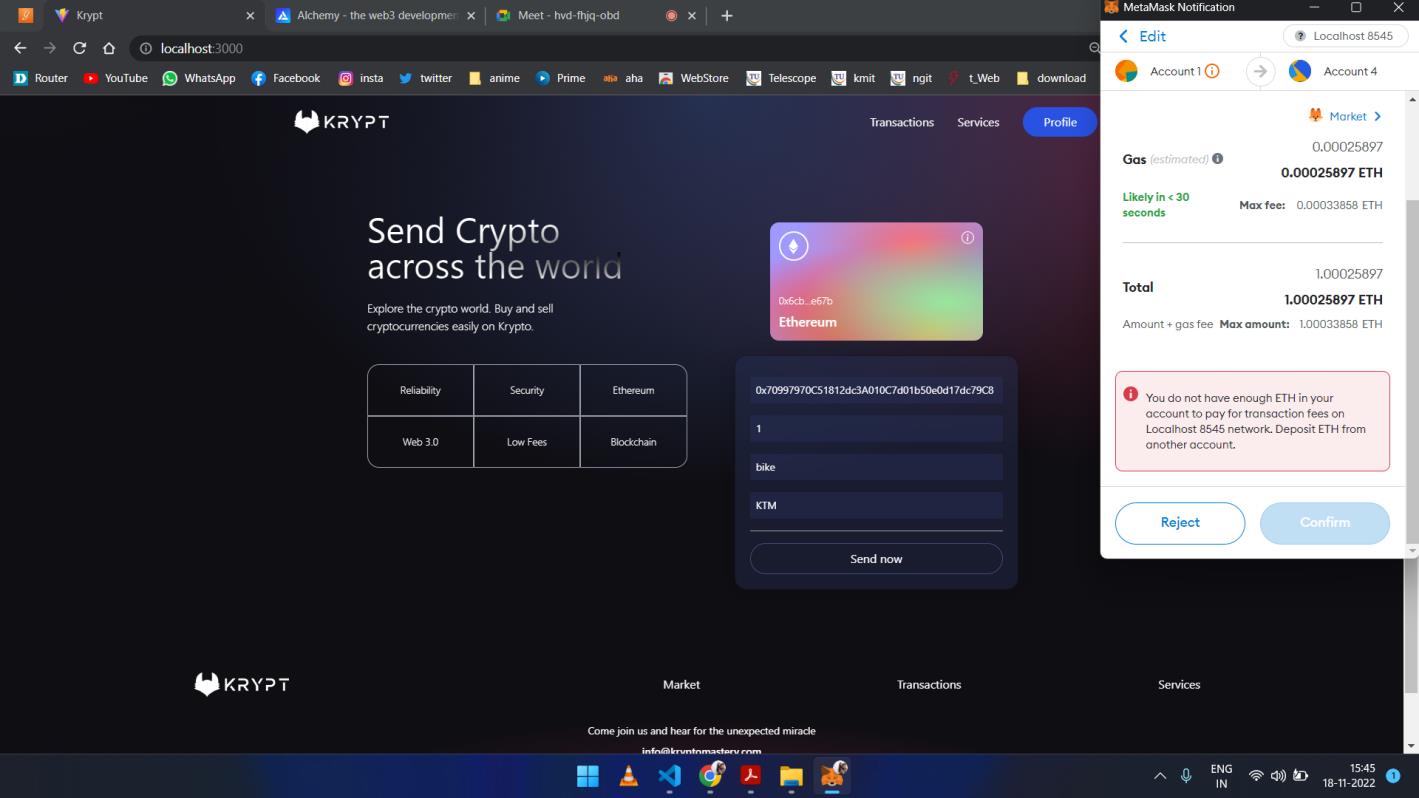 Krypt
Alchemy - the web3 developmen
Meet - hvd-fhjq-obd
MetaMask Notification
localhost:3000
Edit
Localhost 8545
Router
YouTube
WhatsApp
Facebook
insta
twitter
anime
Prime
aha
WebStore
Telescope
kmit
ngit
t_Web
download
Account 1
Account 4
KRYPT
Transactions
Services
Profile
Market
Gas (estimated)
0.00025897
0.00025897 ETH
Likely in < 30
seconds
Max fee: 0.00033858 ETH
Total
1.00025897
1.00025897 ETH
Amount + gas fee Max amount: 1.00033858 ETH
You do not have enough ETH in your
account to pay for transaction fees on
Localhost 8545 network. Deposit ETH from
another account.
Reject
Confirm
Send Crypto
across the world
Explore the crypto world. Buy and sell
cryptocurrencies easily on Krypto.
Reliability
Security
Ethereum
Web 3.0
Low Fees
Blockchain
0x6cb...e67b
Ethereum
0x70997970C51812dc3A010C7d01b50e0d17dc79C8
1
bike
KTM
Send now
KRYPT
Market
Transactions
Services
Come join us and hear for the unexpected miracle
info@kryptomastery.com
ENG
IN
15:45
18-11-2022
1